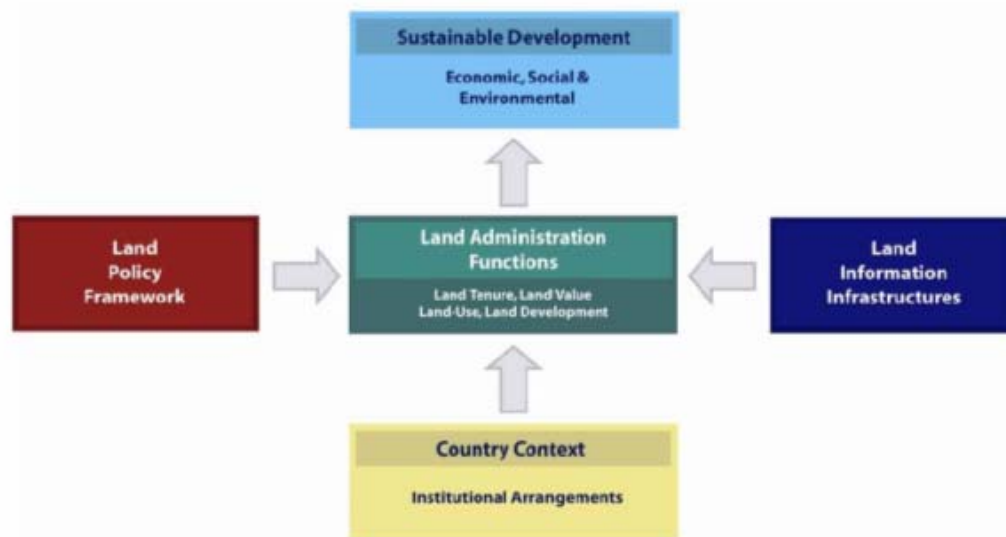 Sustainable Development
Economic, Social &
Environmental
Land
Policy
Framework
Land Administration
Functions
Land Tenure, Land Value
Land-Use, Land Development
Land
Information
Infrastructures
Country Context
Institutional Arrangements